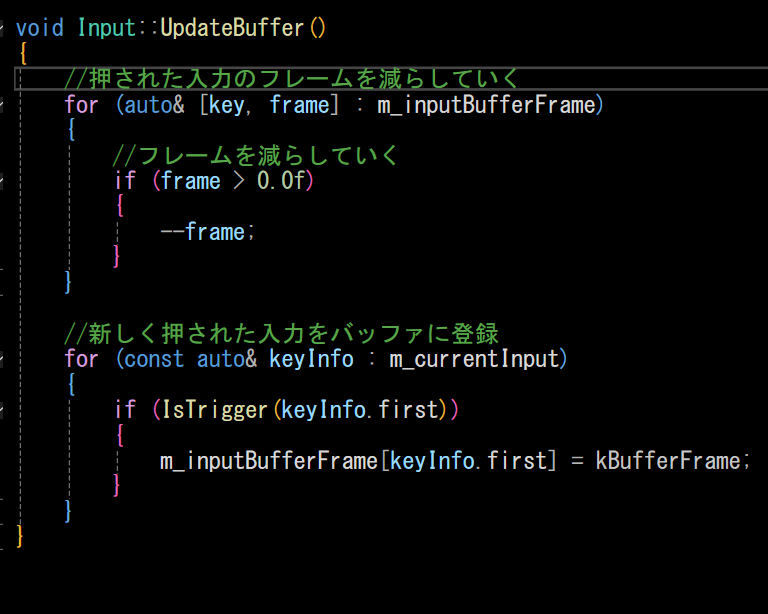 void Input::UpdateBuffer()
{
    //押された入力のフレームを減らしていく
    for (auto& [key, frame] : m_inputBufferFrame)
    {
        //フレームを減らしていく
        if (frame > 0.0f)
        {
            --frame;
        }
    }

    //新しく押された入力をバッファに登録
    for (const auto& keyInfo : m_currentInput)
    {
        if (IsTrigger(keyInfo.first))
        {
            m_inputBufferFrame[keyInfo.first] = kBufferFrame;
        }
    }
}